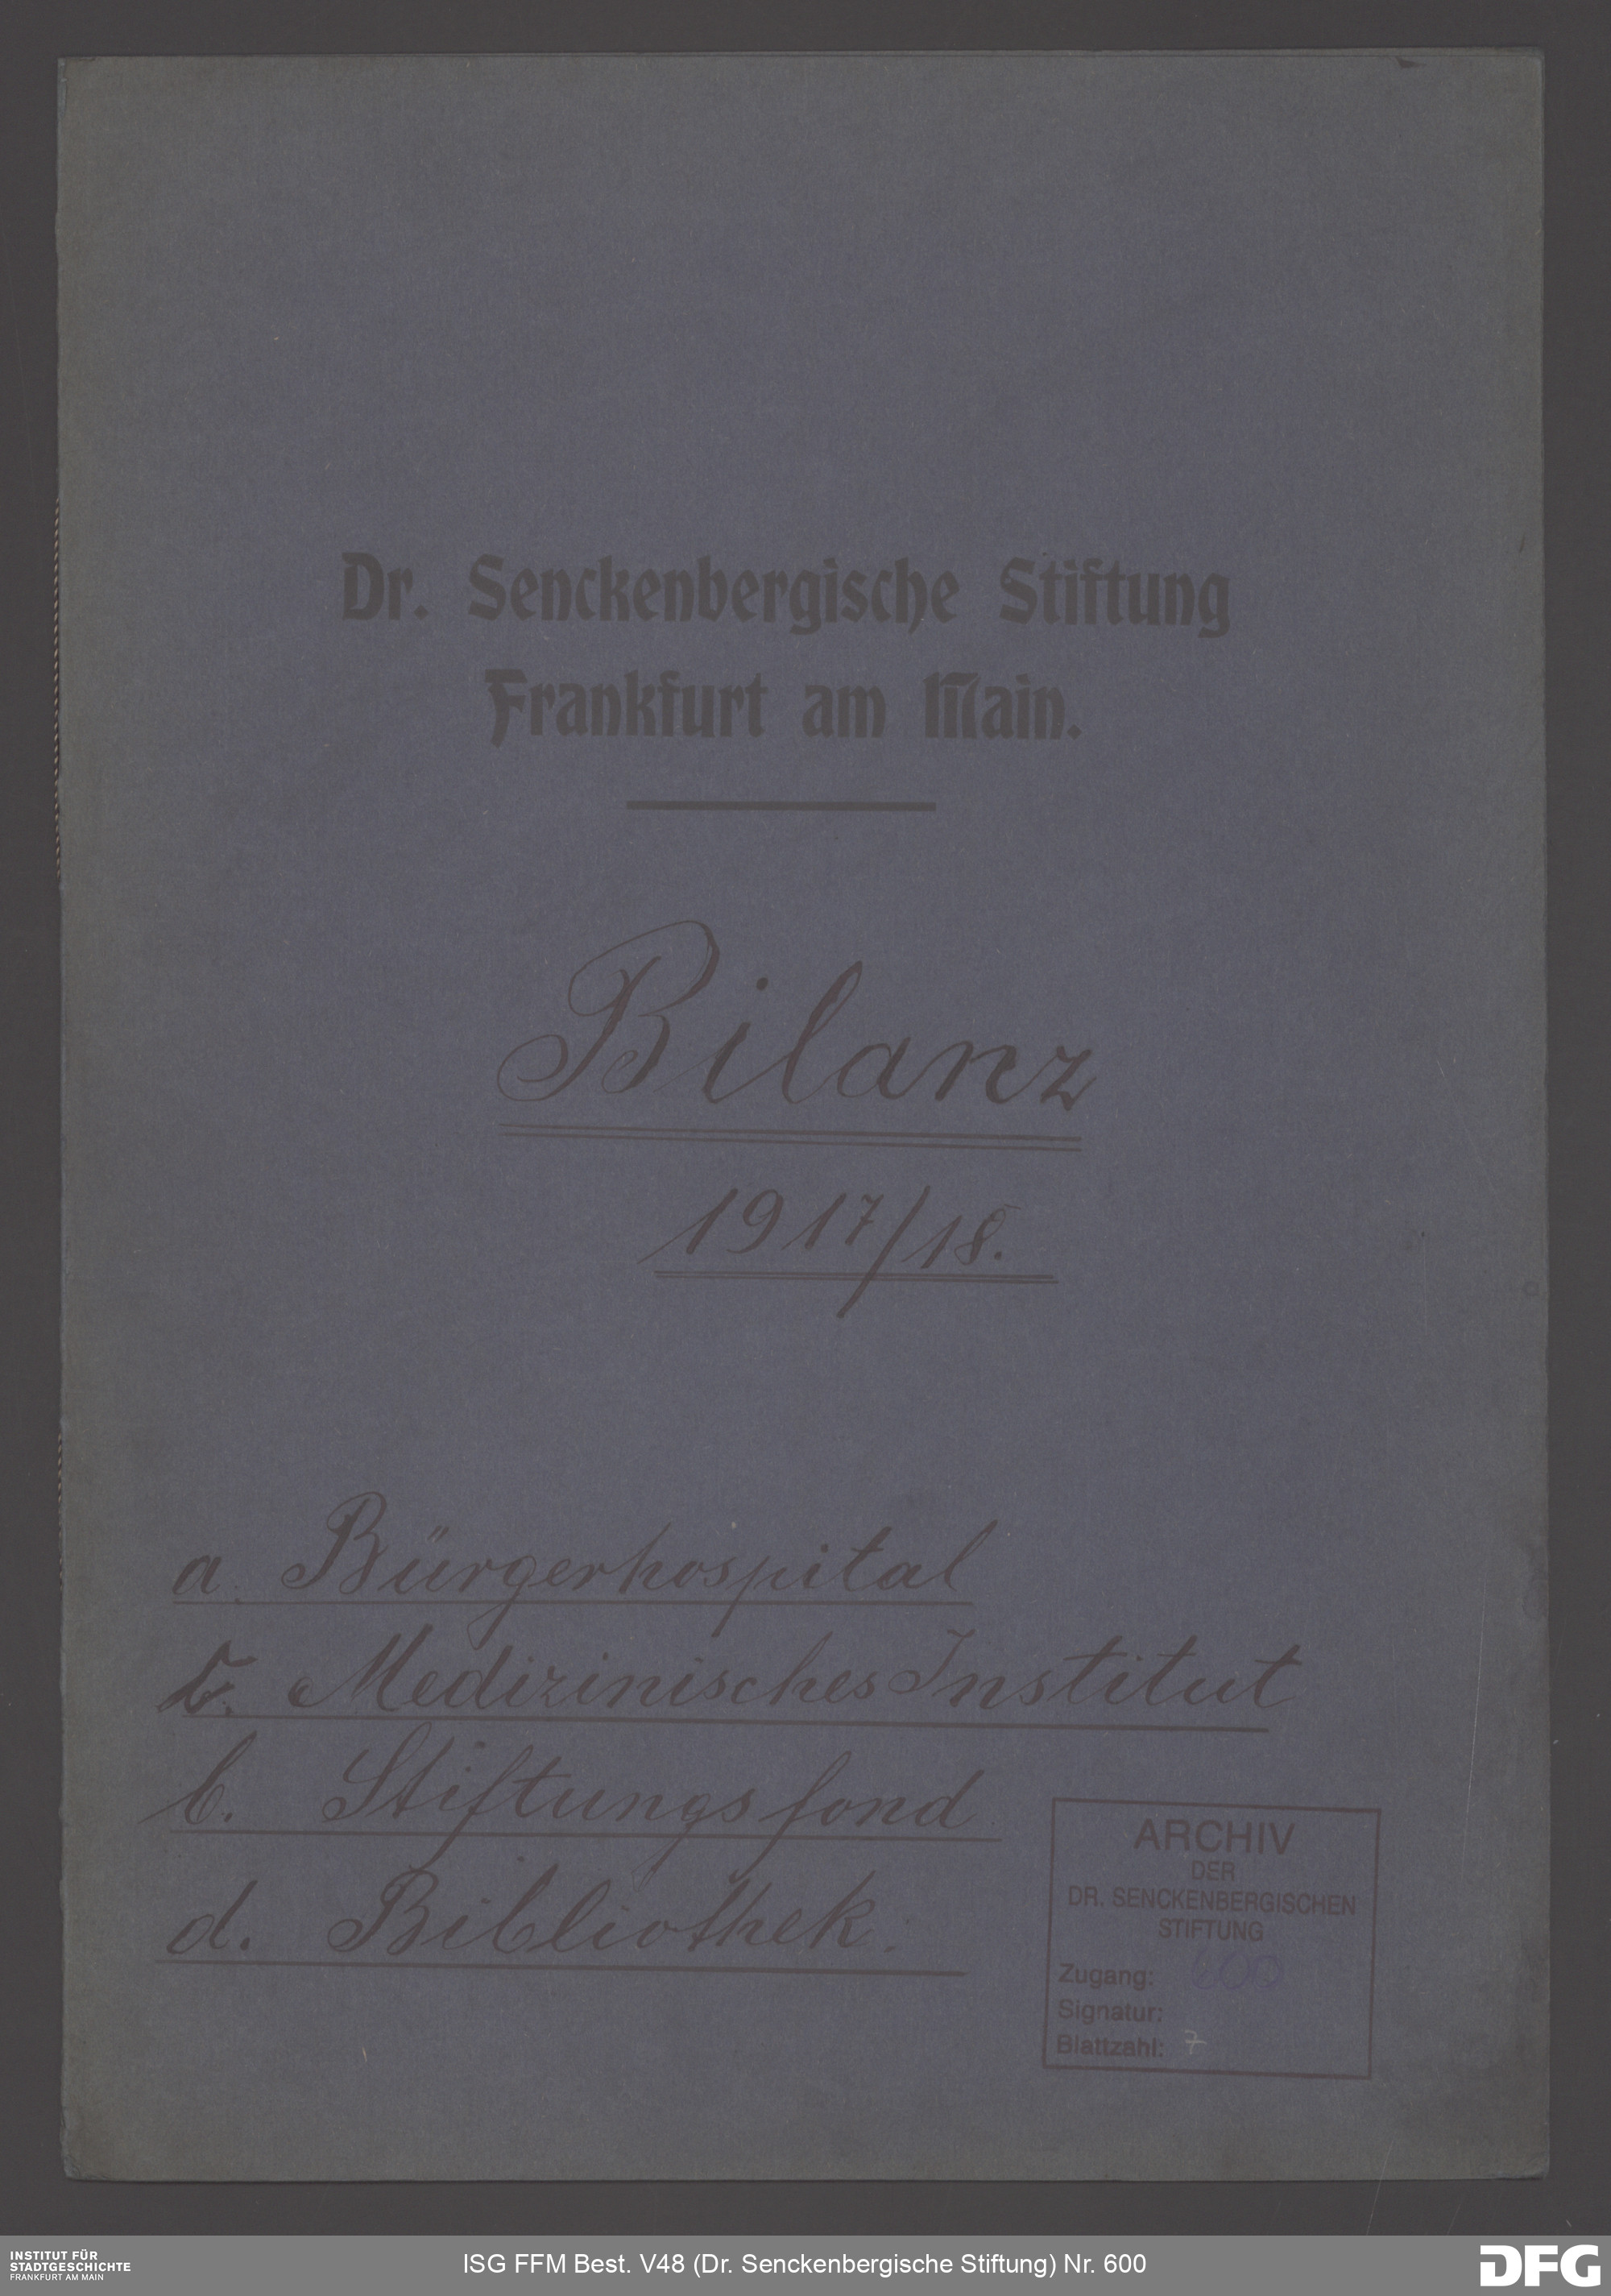 Dr. Senckenbergische Stiftung
Frankfurt am Main.
Bilanz
1917/18.
a. Bürgerhospital
Medizinisches Institut
b. Stiftungsfond
d. Bibliothek.
ARCHIV
DER
DR. SENCKENBERGISCHEN
STIFTUNG
Zugang: 600
Signatur:
Blattzahl: 7
INSTITUT FÜR
STADTGESCHICHTE
FRANKFURT AM MAIN
ISG FFM Best. V48 (Dr. Senckenbergische Stiftung) Nr. 600
DFG